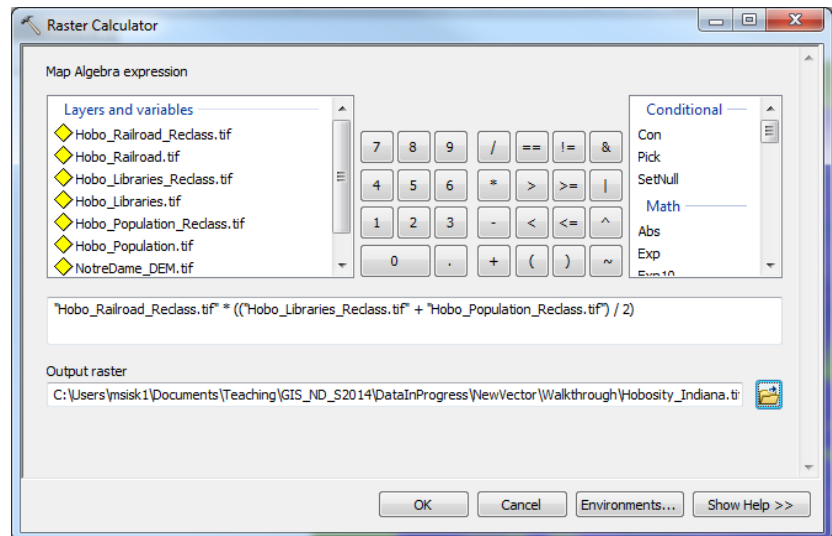 Raster Calculator
Map Algebra expression
Layers and variables
Hobo_Railroad_Reclass.tif
Hobo_Railroad.tif
Hobo_Libraries_Reclass.tif
Hobo_Libraries.tif
Hobo_Population_Reclass.tif
Hobo_Population.tif
NotreDame_DEM.tif
7 8 9 / == != &
4 5 6 * > >= |
1 2 3 - < <= ^
0 . + ( ) ~
Conditional
Con
Pick
SetNull
Math
Abs
Exp
Exp10
"Hobo_Railroad_Reclass.tif" * (("Hobo_Libraries_Reclass.tif" + "Hobo_Population_Reclass.tif") / 2)
Output raster
C:\Users\msisk1\Documents\Teaching\GIS_ND_S2014\DataInProgress\NewVector\Walkthrough\Hobosity_Indiana.ti
OK Cancel Environments... Show Help >>